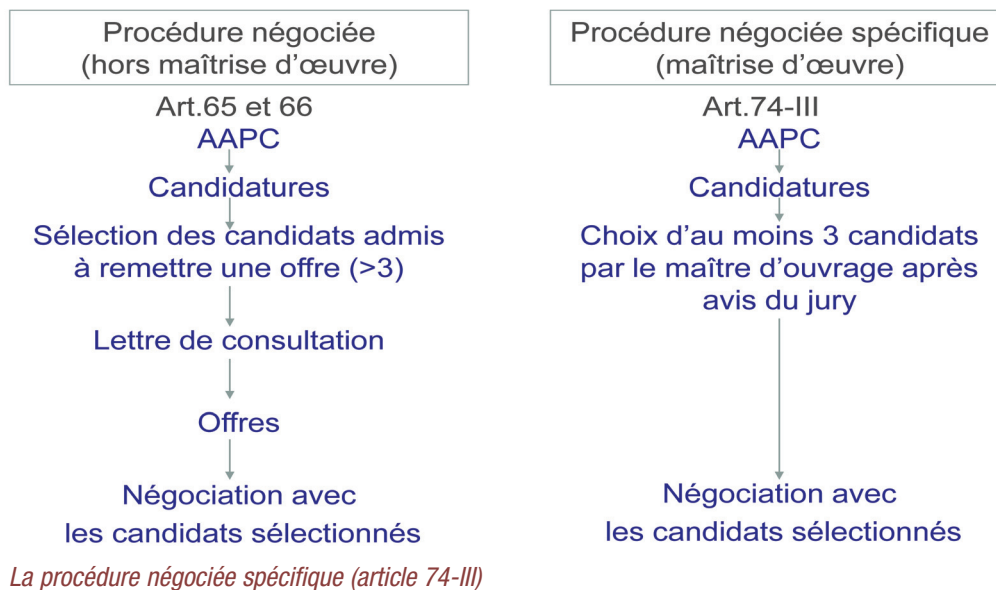 Procédure négociée
(hors maîtrise d'œuvre)
Art.65 et 66
AAPC
Candidatures
Sélection des candidats admis
à remettre une offre (>3)
Lettre de consultation
Offres
Négociation avec
les candidats sélectionnés
Procédure négociée spécifique
(maîtrise d'œuvre)
Art.74-III
AAPC
Candidatures
Choix d'au moins 3 candidats
par le maître d'ouvrage après
avis du jury
Négociation avec
les candidats sélectionnés
La procédure négociée spécifique (article 74-III)